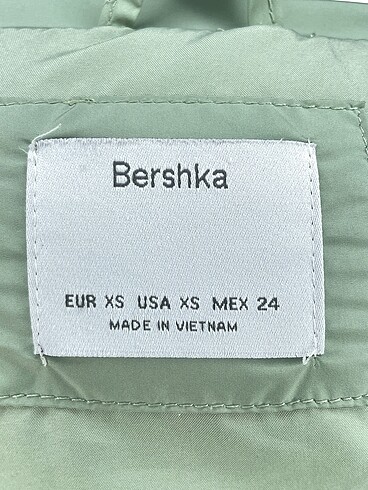 Bershka
EUR XS USA XS MEX 24
MADE IN VIETNAM